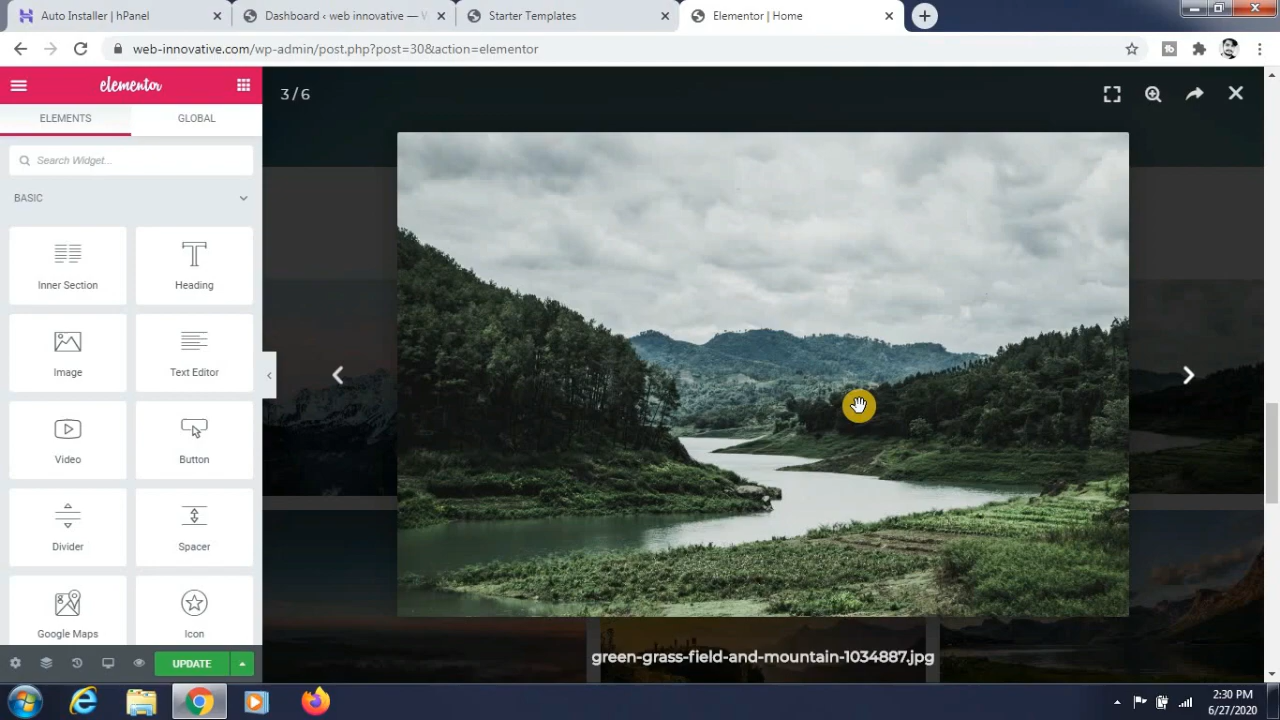 Auto Installer | hPanel
Dashboard ‹ web innovative — W
Starter Templates
Elementor | Home
web-innovative.com/wp-admin/post.php?post=30&action=elementor
elementor
ELEMENTS
GLOBAL
3 / 6
Search Widget...
BASIC
Inner Section
Heading
Image
Text Editor
Video
Button
Divider
Spacer
Google Maps
Icon
UPDATE
green-grass-field-and-mountain-1034887.jpg
2:30 PM
6/27/2020